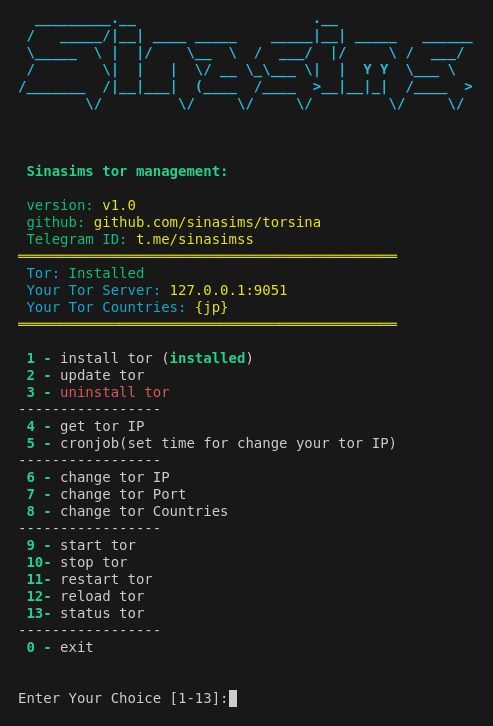 Sinasims tor management:
version: v1.0
github: github.com/sinasims/torsina
Telegram ID: t.me/sinasimss
Tor: Installed
Your Tor Server: 127.0.0.1:9051
Your Tor Countries: {jp}
1 - install tor (installed)
2 - update tor
3 - uninstall tor
-----------------
4 - get tor IP
5 - cronjob(set time for change your tor IP)
-----------------
6 - change tor IP
7 - change tor Port
8 - change tor Countries
-----------------
9 - start tor
10- stop tor
11- restart tor
12- reload tor
13- status tor
-----------------
0 - exit
Enter Your Choice [1-13]: